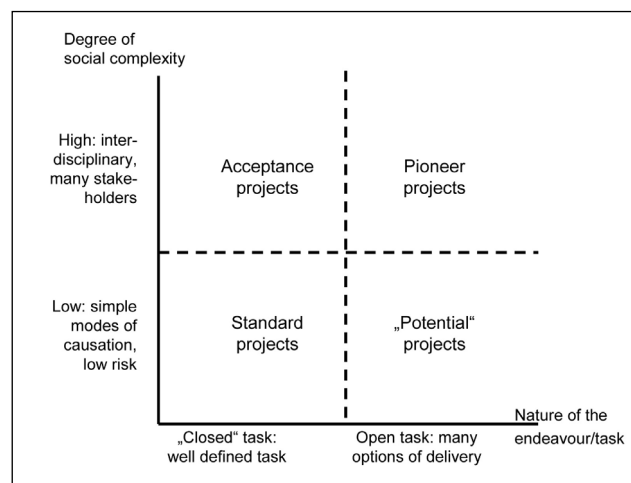 Degree of
social complexity
High: inter-
disciplinary,
many stake-
holders
Acceptance
projects
Pioneer
projects
Low: simple
modes of
causation,
low risk
Standard
projects
„Potential“
projects
„Closed“ task:
well defined task
Open task: many
options of delivery
Nature of the
endeavour/task